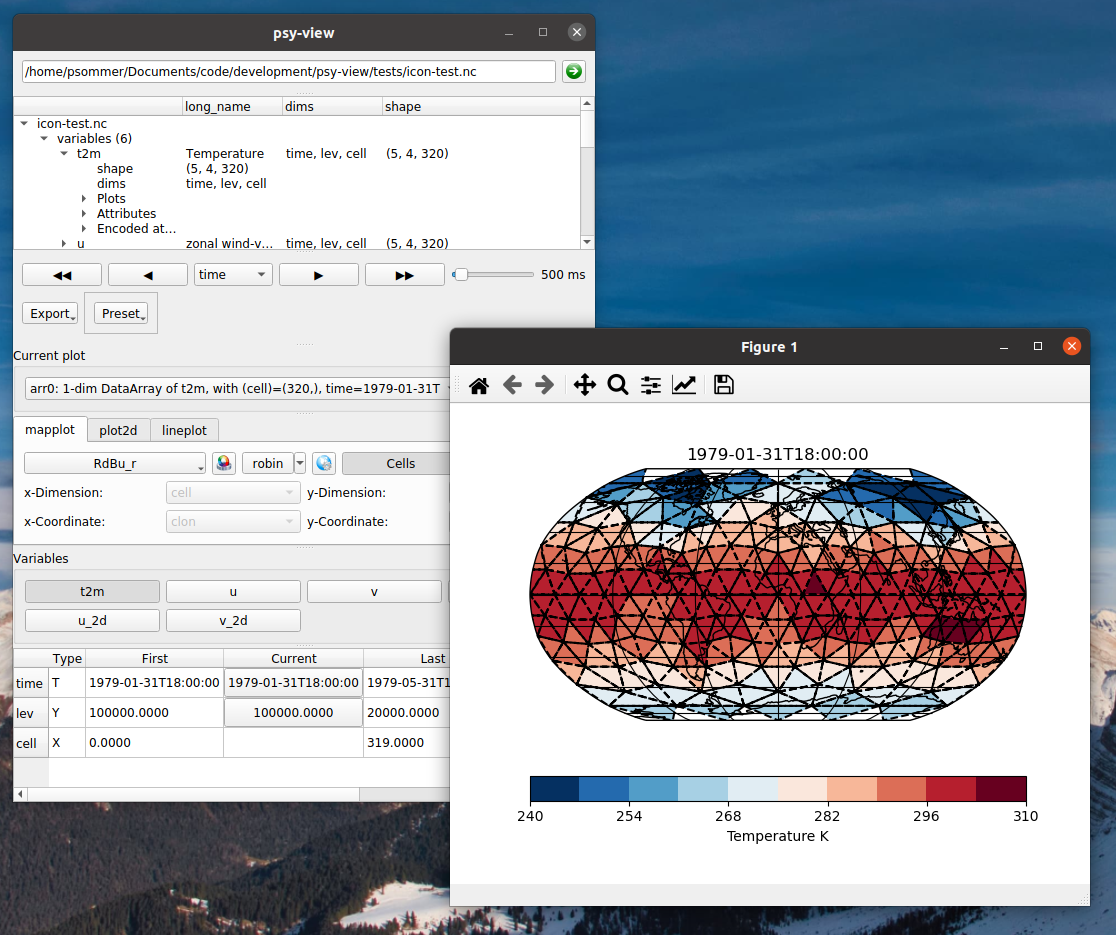 psy-view
/home/psommer/Documents/code/development/psy-view/tests/icon-test.nc
long_name dims shape
icon-test.nc
variables (6)
t2m Temperature time, lev, cell (5, 4, 320)
shape (5, 4, 320)
dims time, lev, cell
Plots
Attributes
Encoded at...
u zonal wind-v... time, lev, cell (5, 4, 320)
time 500 ms
Export Preset
Current plot
arr0: 1-dim DataArray of t2m, with (cell)=(320,), time=1979-01-31T
mapplot plot2d lineplot
RdBu_r robin Cells
x-Dimension: cell y-Dimension:
x-Coordinate: clon y-Coordinate:
Variables
t2m u v
u_2d v_2d
Type First Current Last
time T 1979-01-31T18:00:00 1979-01-31T18:00:00 1979-05-31T1
lev Y 100000.0000 100000.0000 20000.0000
cell X 0.0000 319.0000
Figure 1
1979-01-31T18:00:00
240 254 268 282 296 310
Temperature K